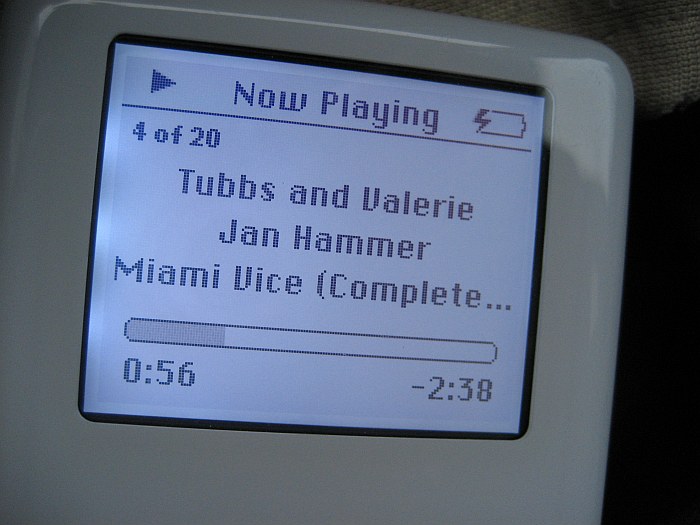 Now Playing
4 of 20
Tubbs and Valerie
Jan Hammer
Miami Vice (Complete...
0:56
-2:38